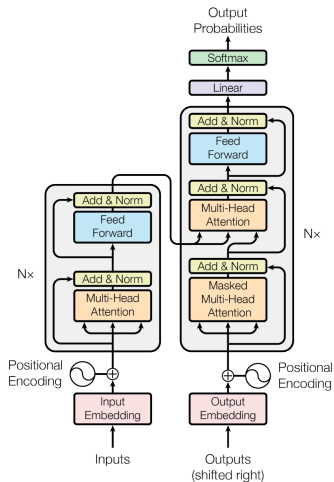 Output
Probabilities
Softmax
Linear
Add & Norm
Feed
Forward
Add & Norm
Multi-Head
Attention
Add & Norm
Masked
Multi-Head
Attention
N×
Add & Norm
Feed
Forward
Add & Norm
Multi-Head
Attention
N×
Positional
Encoding
Positional
Encoding
Input
Embedding
Output
Embedding
Inputs
Outputs
(shifted right)